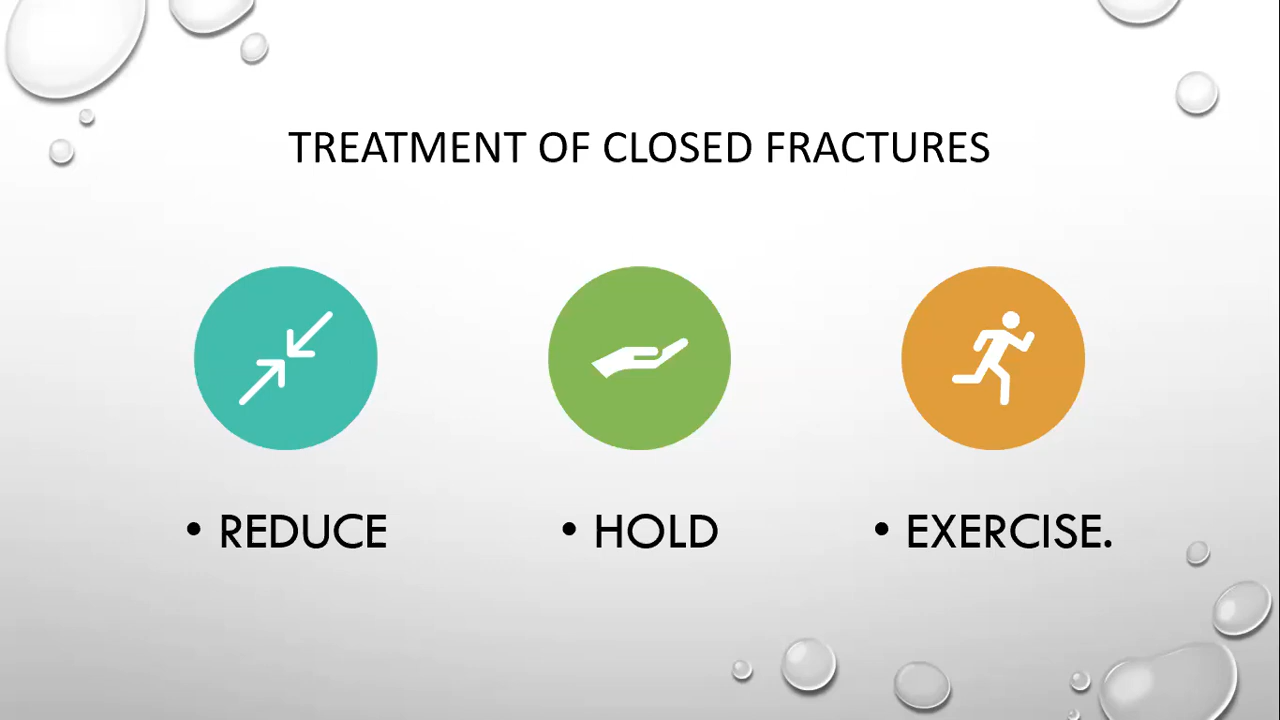 TREATMENT OF CLOSED FRACTURES
• REDUCE
• HOLD
• EXERCISE.